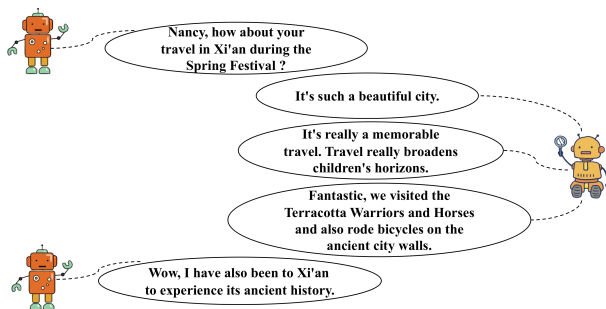 Nancy, how about your
travel in Xi'an during the
Spring Festival ?
It's such a beautiful city.
It's really a memorable
travel. Travel really broadens
children's horizons.
Fantastic, we visited the
Terracotta Warriors and Horses
and also rode bicycles on the
ancient city walls.
Wow, I have also been to Xi'an
to experience its ancient history.